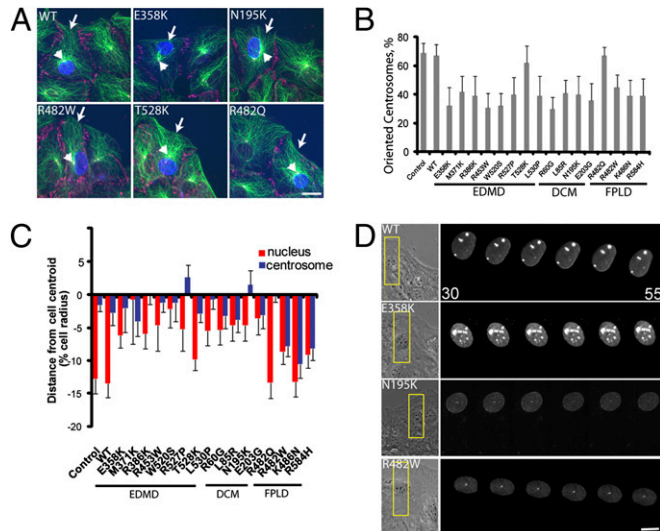 A
WT
E358K
N195K
R482W
T528K
R482Q
B
Oriented Centrosomes, %
80
60
40
20
0
Control
WT
E358K
M371K
R386K
R453W
W520S
R527P
T528K
L530P
R60G
L85R
N195K
E203G
R482Q
R482W
K486N
R584H
EDMD
DCM
FPLD
C
nucleus
centrosome
Distance from cell centroid
(% cell radius)
5
0
-5
-10
-15
-20
Control
WT
E358K
M371K
R386K
R453W
W520S
R527P
T528K
L530P
R60G
L85R
N195K
E203G
R482Q
R482W
K486N
R584H
EDMD
DCM
FPLD
D
WT
30
55
E358K
N195K
R482W